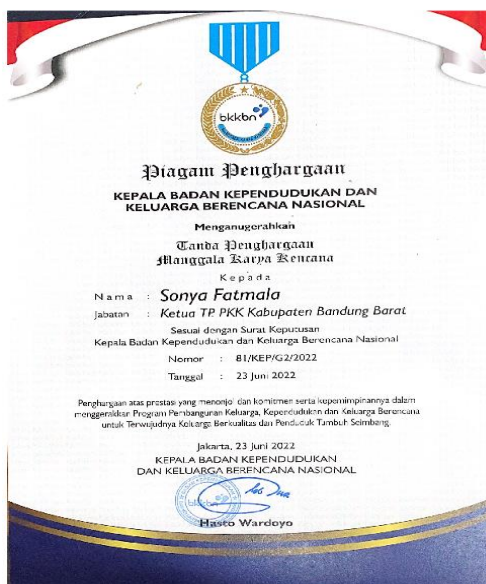 bkkbn
Piagam Penghargaan
KEPALA BADAN KEPENDUDUKAN DAN
KELUARGA BERENCANA NASIONAL
Menganugerahkan
Tanda Penghargaan
Manggala Karya Kencana
Kepada
Nama : Sonya Fatmala
Jabatan : Ketua TP. PKK Kabupaten Bandung Barat
Sesuai dengan Surat Keputusan
Kepala Badan Kependudukan dan Keluarga Berencana Nasional
Nomor : 81/KEP/G2/2022
Tanggal : 23 Juni 2022
Penghargaan atas prestasi yang menonjol dan komitmen serta kepemimpinannya dalam
menggerakkan Program Pembangunan Keluarga, Kependudukan dan Keluarga Berencana
untuk Terwujudnya Keluarga Berkualitas dan Penduduk Tumbuh Seimbang.
Jakarta, 23 Juni 2022
KEPALA BADAN KEPENDUDUKAN
DAN KELUARGA BERENCANA NASIONAL
Hasto Wardoyo